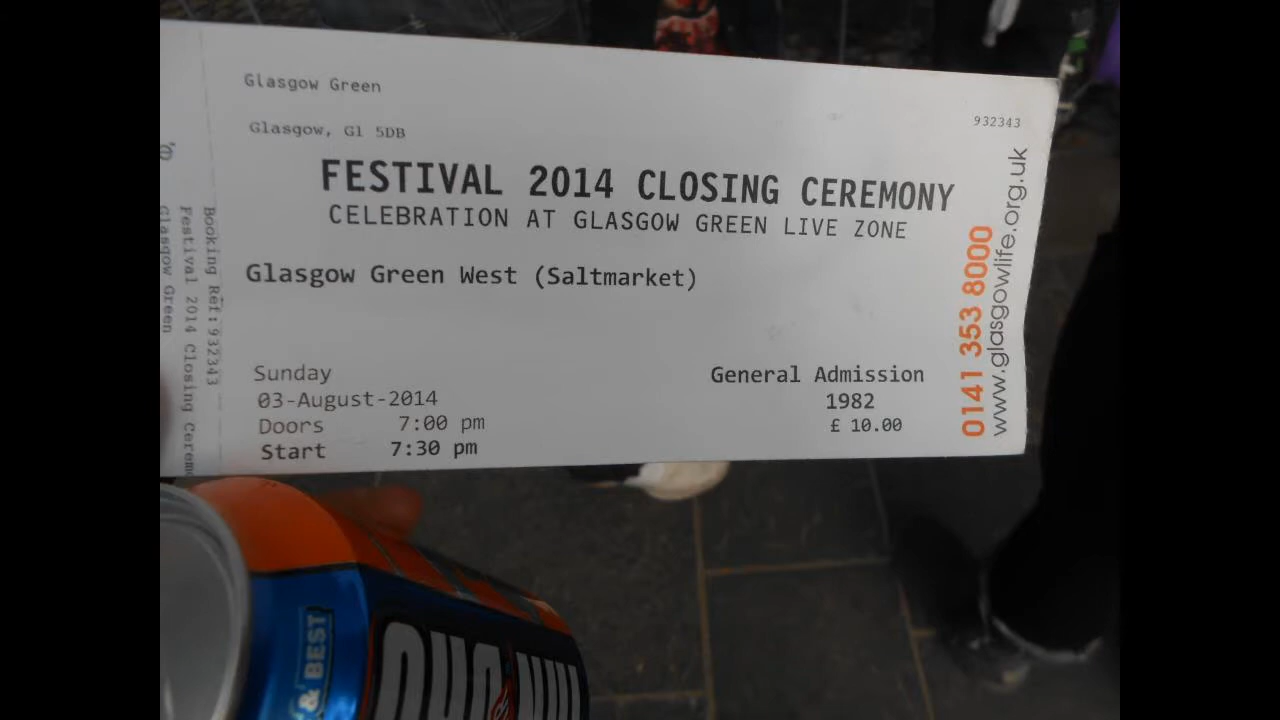 Glasgow Green
Glasgow, G1 5DB
932343
FESTIVAL 2014 CLOSING CEREMONY
CELEBRATION AT GLASGOW GREEN LIVE ZONE
Glasgow Green West (Saltmarket)
Sunday
03-August-2014
Doors 7:00 pm
Start 7:30 pm
General Admission
1982
£ 10.00
0141 353 8000
www.glasgowlife.org.uk
Booking Ref: 932343
Festival 2014 Closing Cerem
Glasgow Green
& BEST